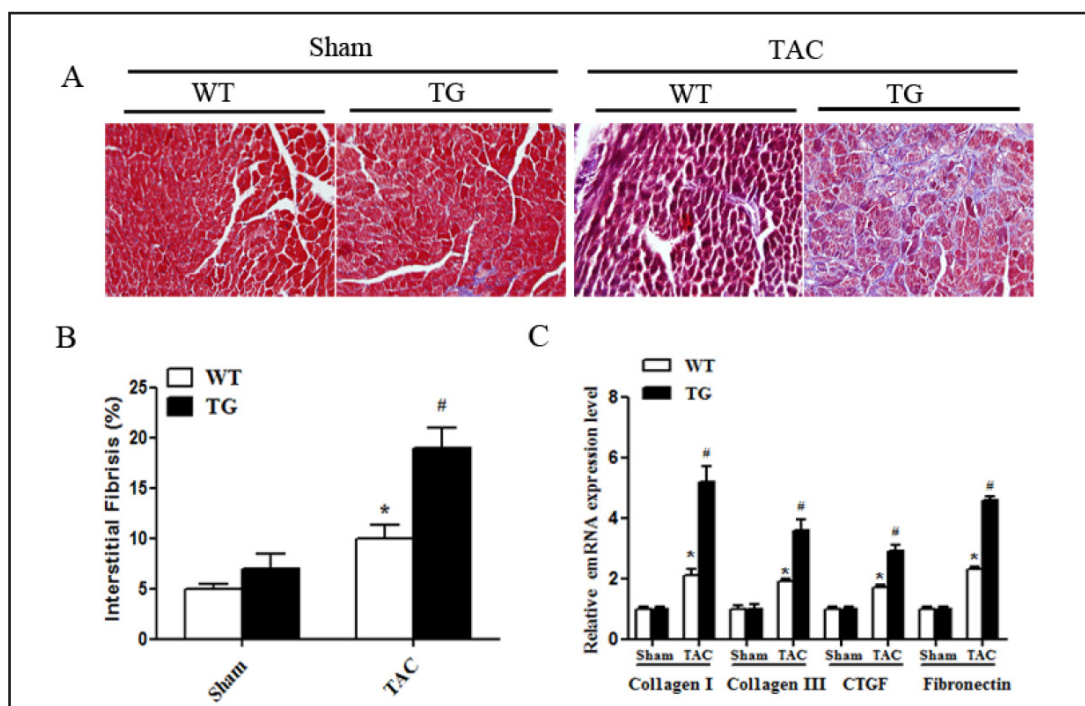 Sham TAC
A WT TG WT TG
B
WT
TG
Interstitial Fibrisis (%)
25
20
15
10
5
0
*
#
Sham TAC
C
WT
TG
Relative emRNA expression level
8
6
4
2
0
* # * # * # * #
Sham TAC Sham TAC Sham TAC Sham TAC
Collagen I Collagen III CTGF Fibronectin